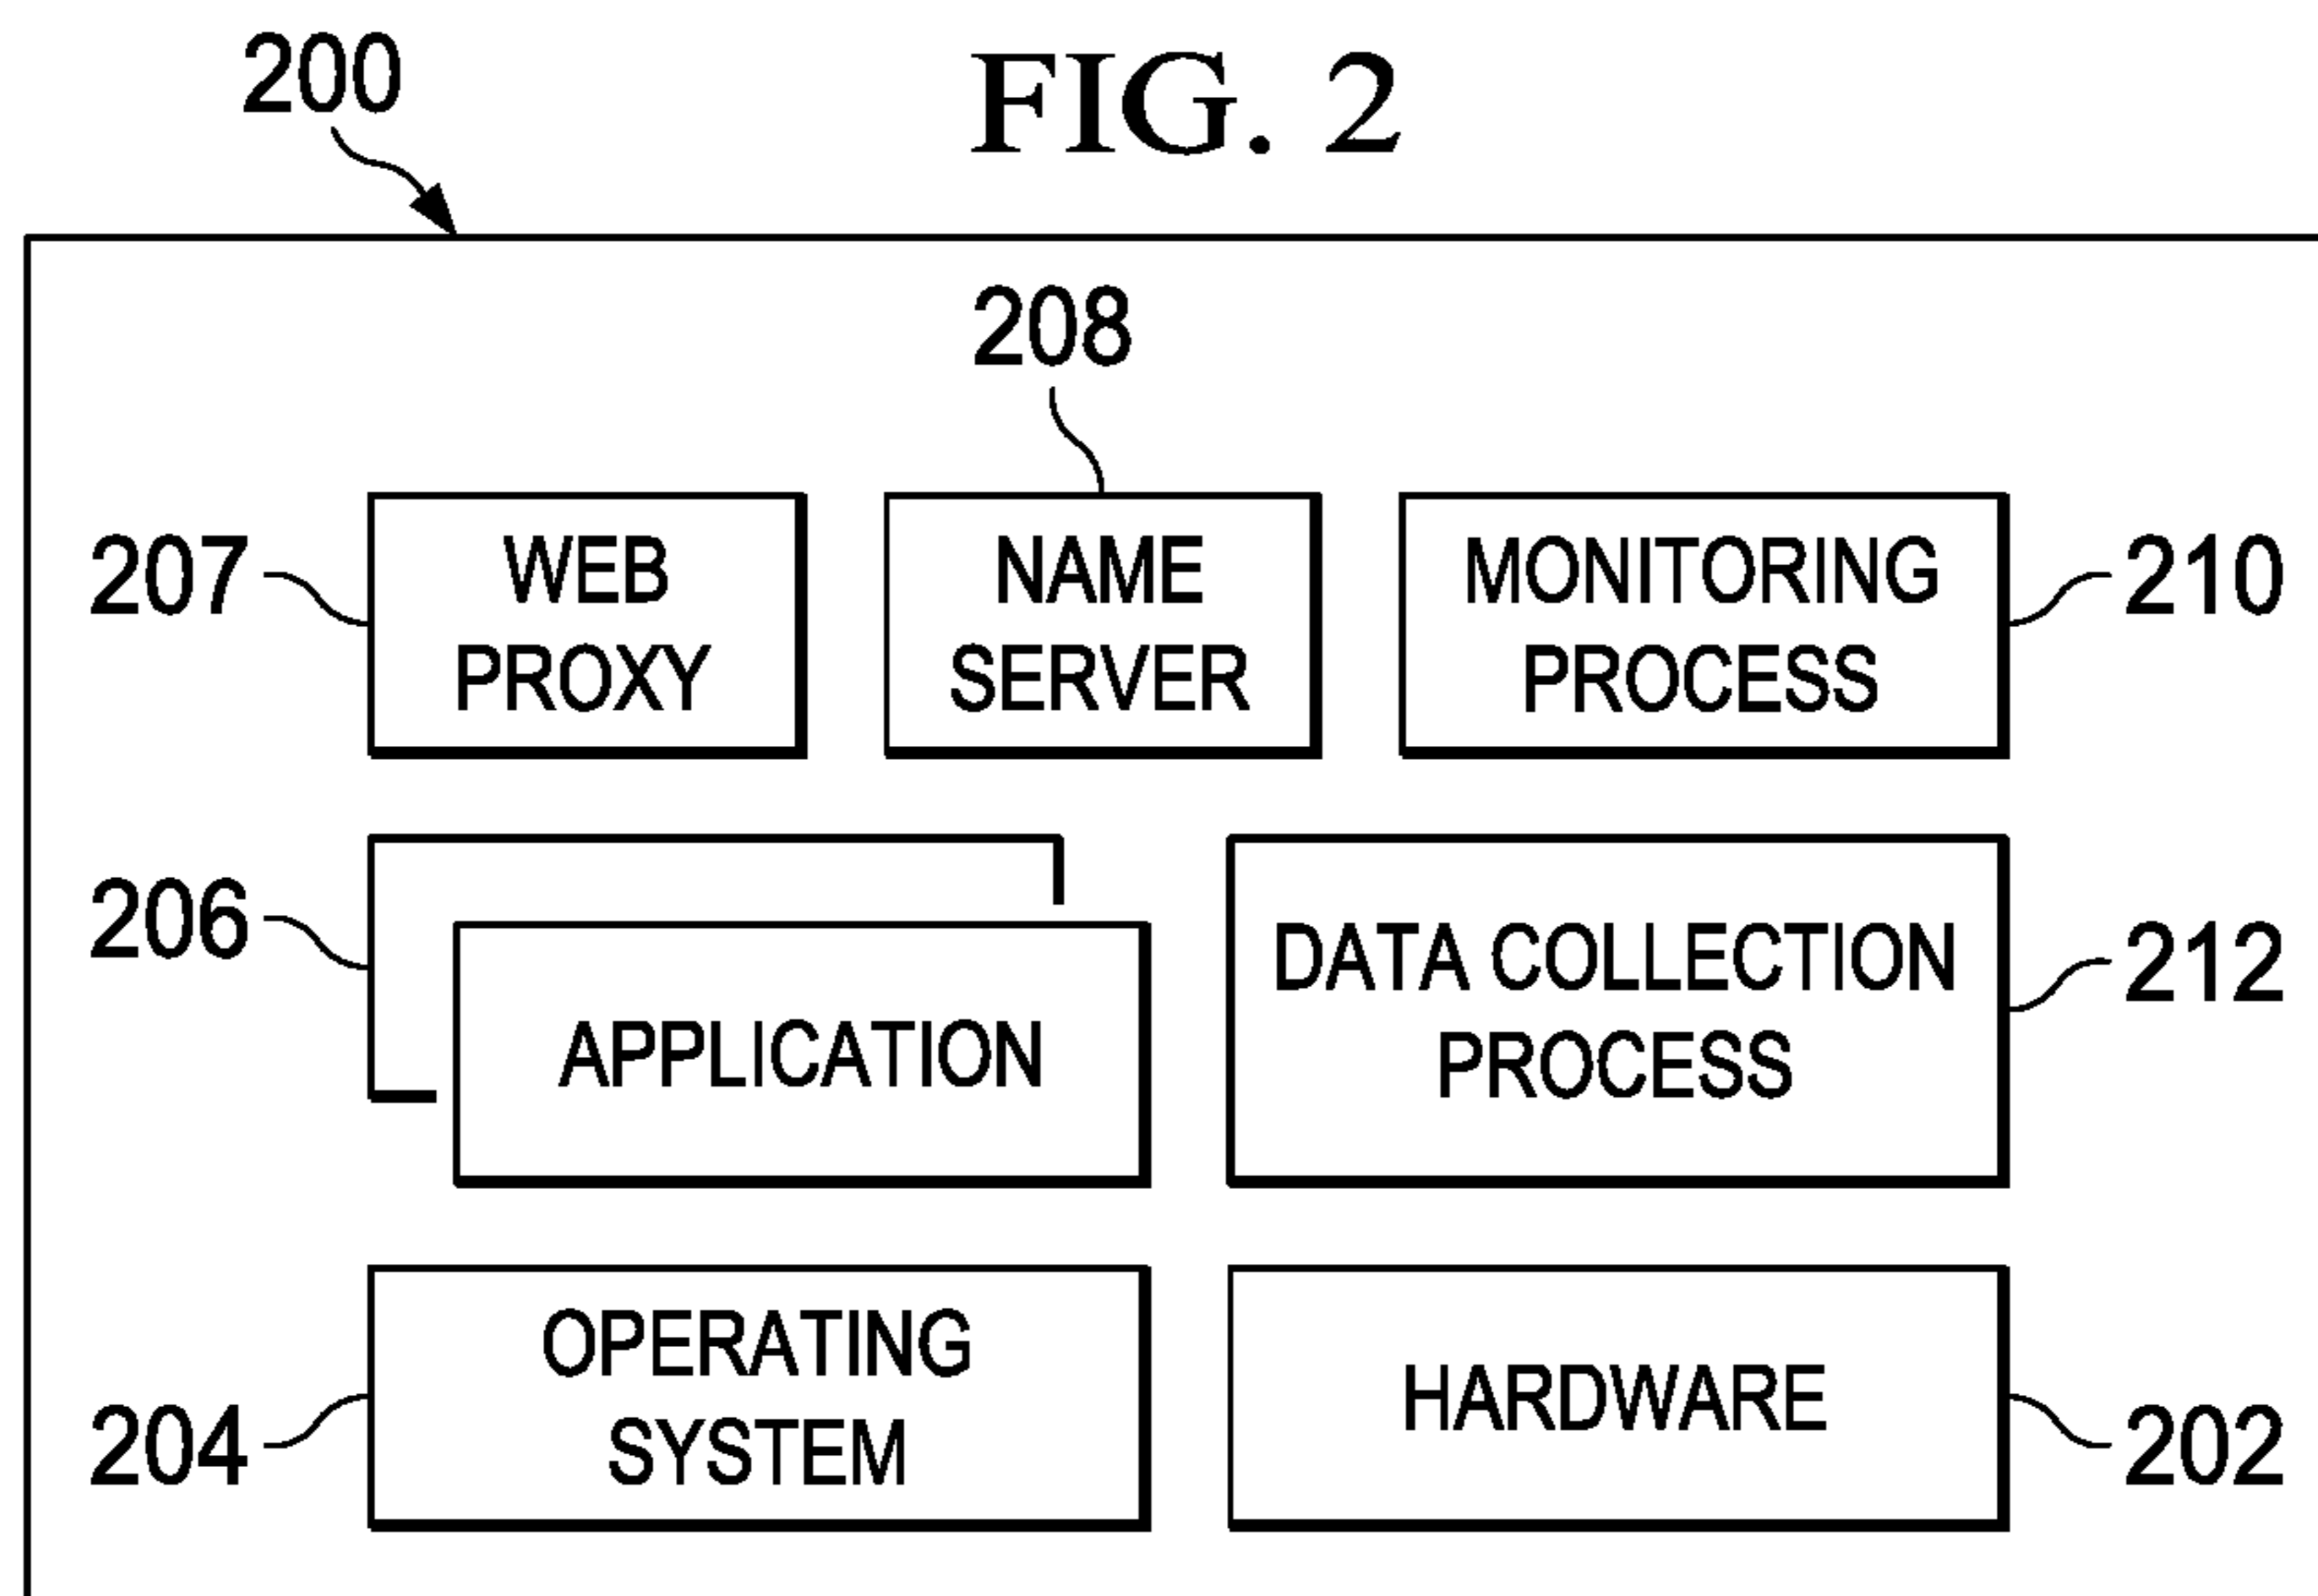 200
FIG. 2
208
207
WEB
PROXY
NAME
SERVER
MONITORING
PROCESS
210
206
APPLICATION
DATA COLLECTION
PROCESS
212
204
OPERATING
SYSTEM
HARDWARE
202